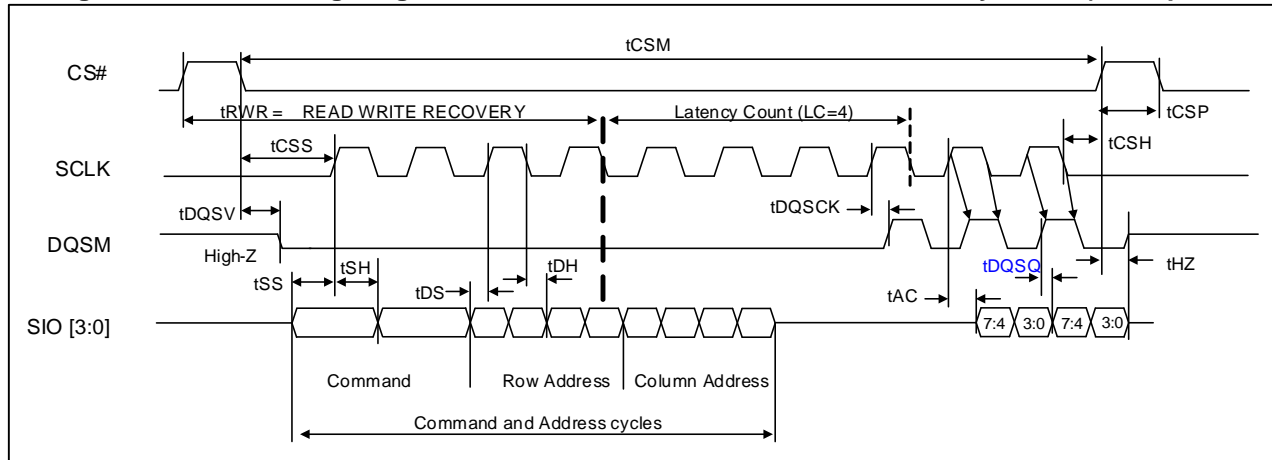 tCSM
CS#
tRWR = READ WRITE RECOVERY
Latency Count (LC=4)
tCSP
tCSS
tCSH
SCLK
tDQSV
tDQSCK
DQSM
High-Z
tSS
tSH
tDS
tDH
tDQSQ
tHZ
tAC
SIO [3:0]
7:4 3:0 7:4 3:0
Command
Row Address
Column Address
Command and Address cycles